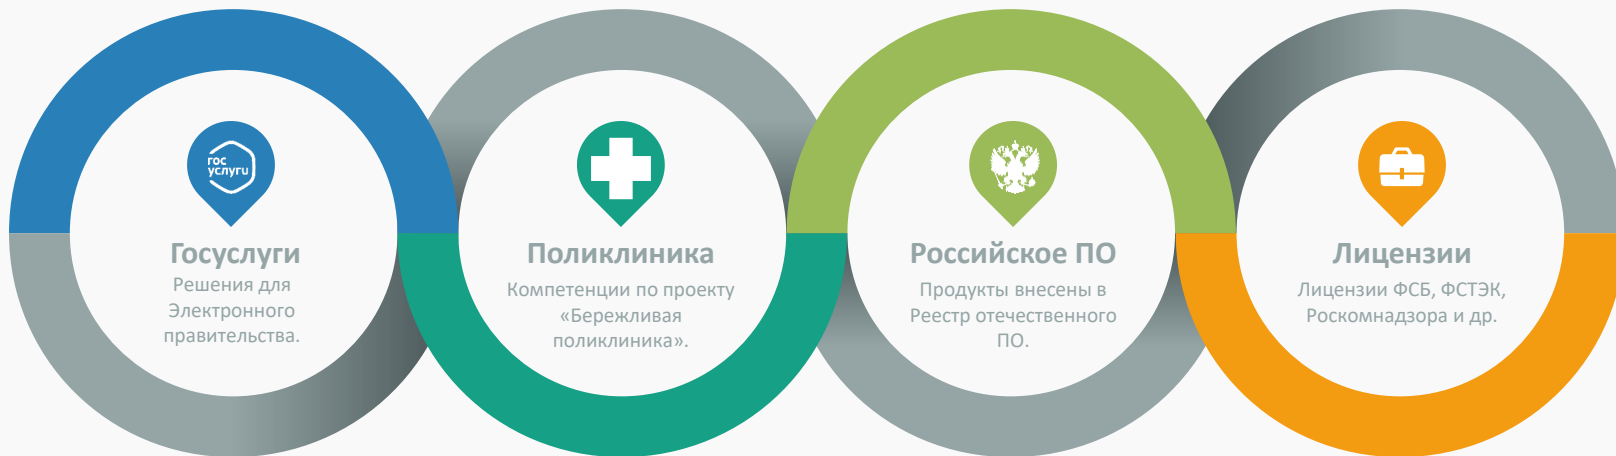 гос
услуги
Госуслуги
Решения для
Электронного
правительства.
Поликлиника
Компетенции по проекту
«Бережливая
поликлиника».
Российское ПО
Продукты внесены в
Реестр отечественного
ПО.
Лицензии
Лицензии ФСБ, ФСТЭК,
Роскомнадзора и др.